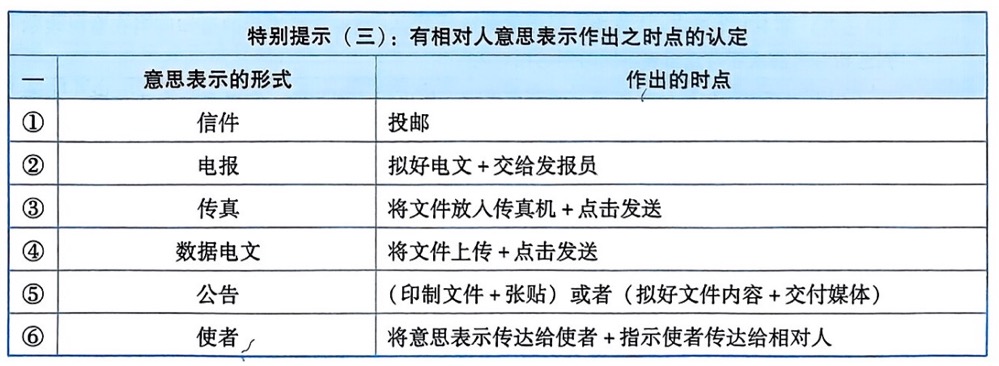 特别提示（三）：有相对人意思表示作出之时点的认定
— 意思表示的形式 作出的时点
① 信件 投邮
② 电报 拟好电文+交给发报员
③ 传真 将文件放入传真机+点击发送
④ 数据电文 将文件上传+点击发送
⑤ 公告 （印制文件+张贴）或者（拟好文件内容+交付媒体）
⑥ 使者 将意思表示传达给使者+指示使者传达给相对人